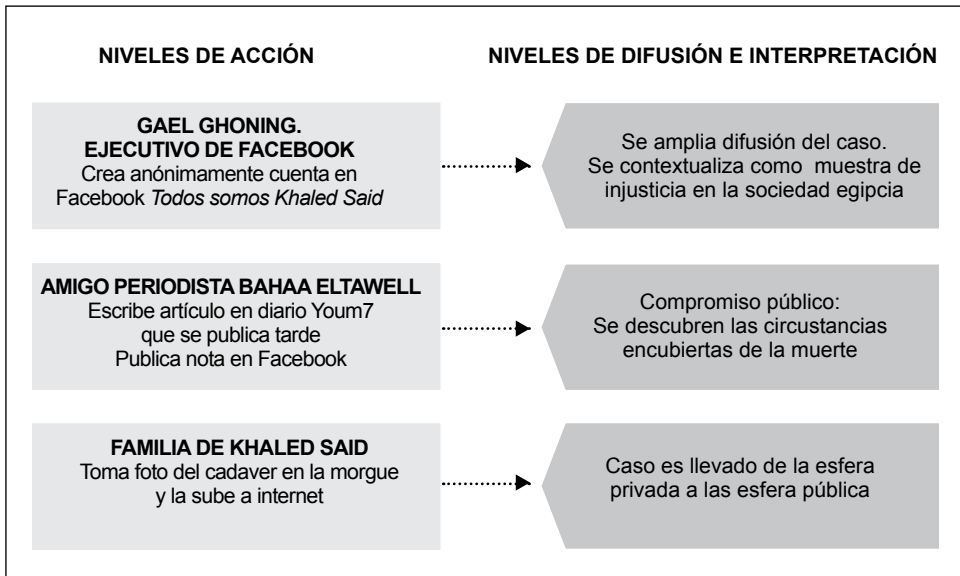 NIVELES DE ACCIÓN
NIVELES DE DIFUSIÓN E INTERPRETACIÓN
GAEL GHONING.
EJECUTIVO DE FACEBOOK
Crea anónimamente cuenta en
Facebook Todos somos Khaled Said
Se amplia difusión del caso.
Se contextualiza como muestra de
injusticia en la sociedad egipcia
AMIGO PERIODISTA BAHAA ELTAWELL
Escribe artículo en diario Youm7
que se publica tarde
Publica nota en Facebook
Compromiso público:
Se descubren las circustancias
encubiertas de la muerte
FAMILIA DE KHALED SAID
Toma foto del cadaver en la morgue
y la sube a internet
Caso es llevado de la esfera
privada a las esfera pública